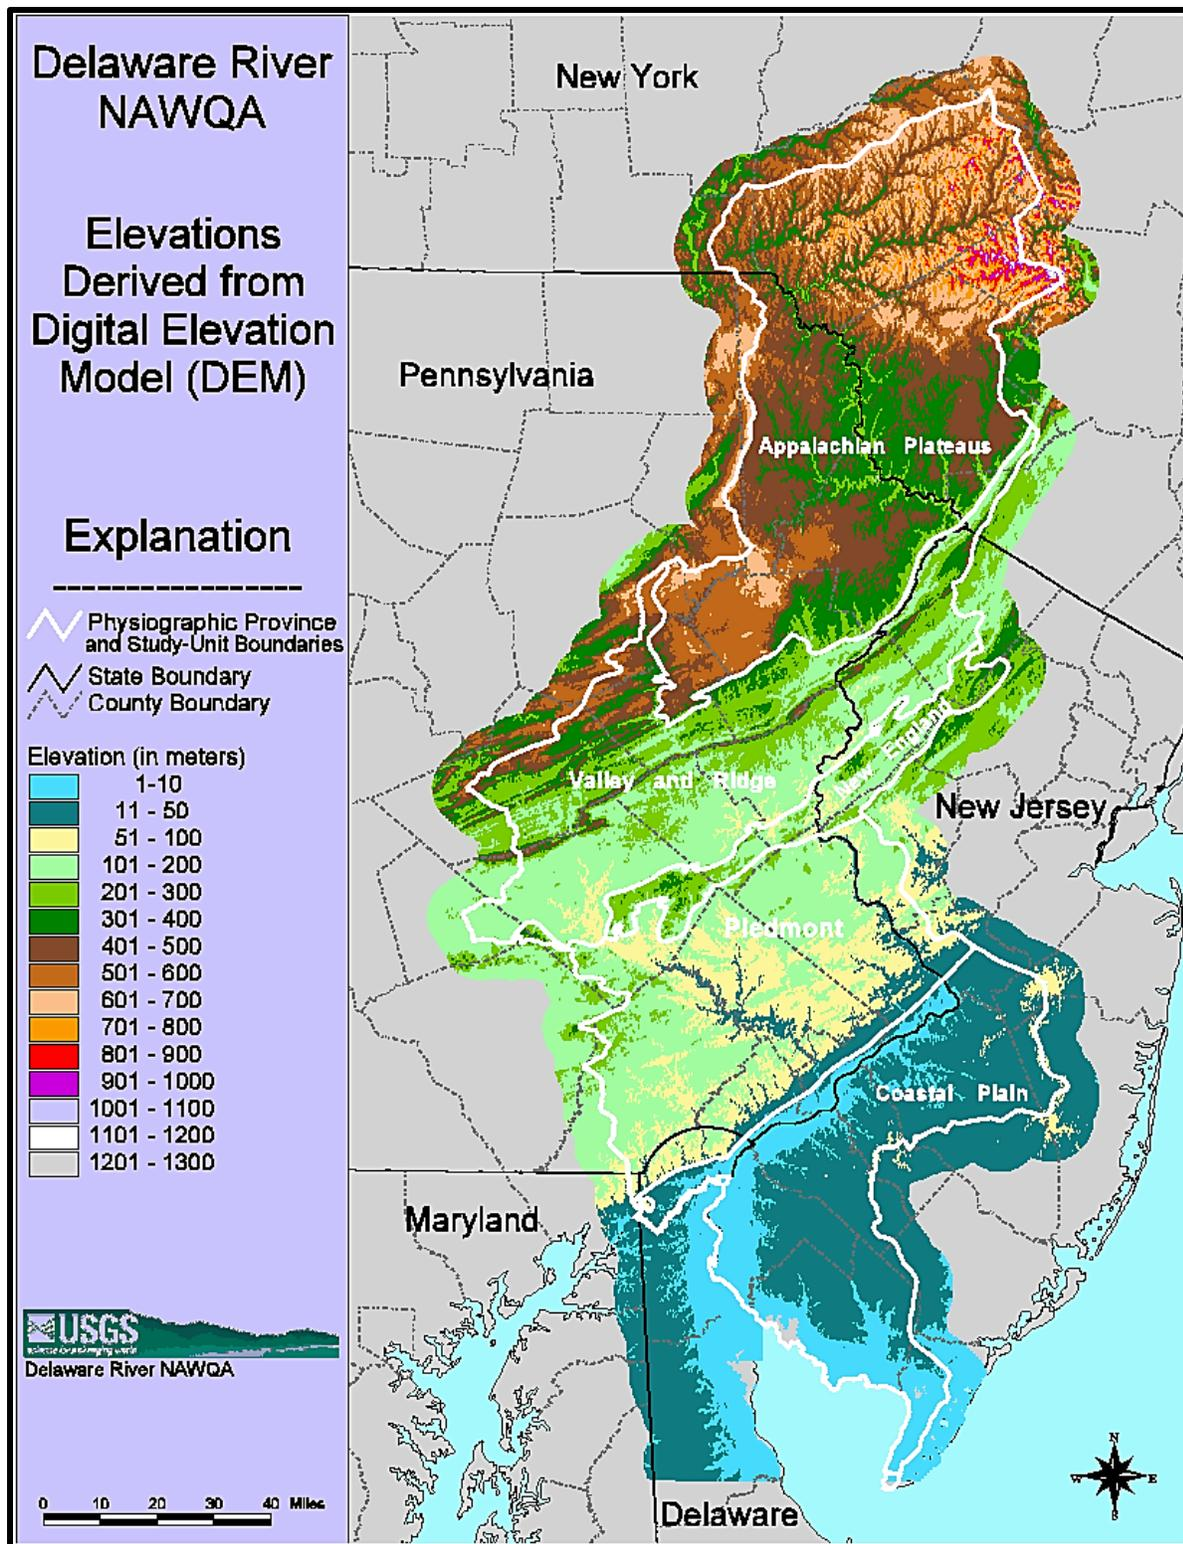 Delaware River
NAWQA
Elevations
Derived from
Digital Elevation
Model (DEM)
Explanation
Physiographic Province
and Study-Unit Boundaries
State Boundary
County Boundary
Elevation (in meters)
1-10
11 - 50
51 - 100
101 - 200
201 - 300
301 - 400
401 - 500
501 - 600
601 - 700
701 - 800
801 - 900
901 - 1000
1001 - 1100
1101 - 1200
1201 - 1300
USGS
Delaware River NAWQA
0 10 20 30 40 Miles
New York
Pennsylvania
Appalachian Plateaus
Valley and Ridge
New England
New Jersey
Piedmont
Coastal Plain
Maryland
Delaware
N
W E
S